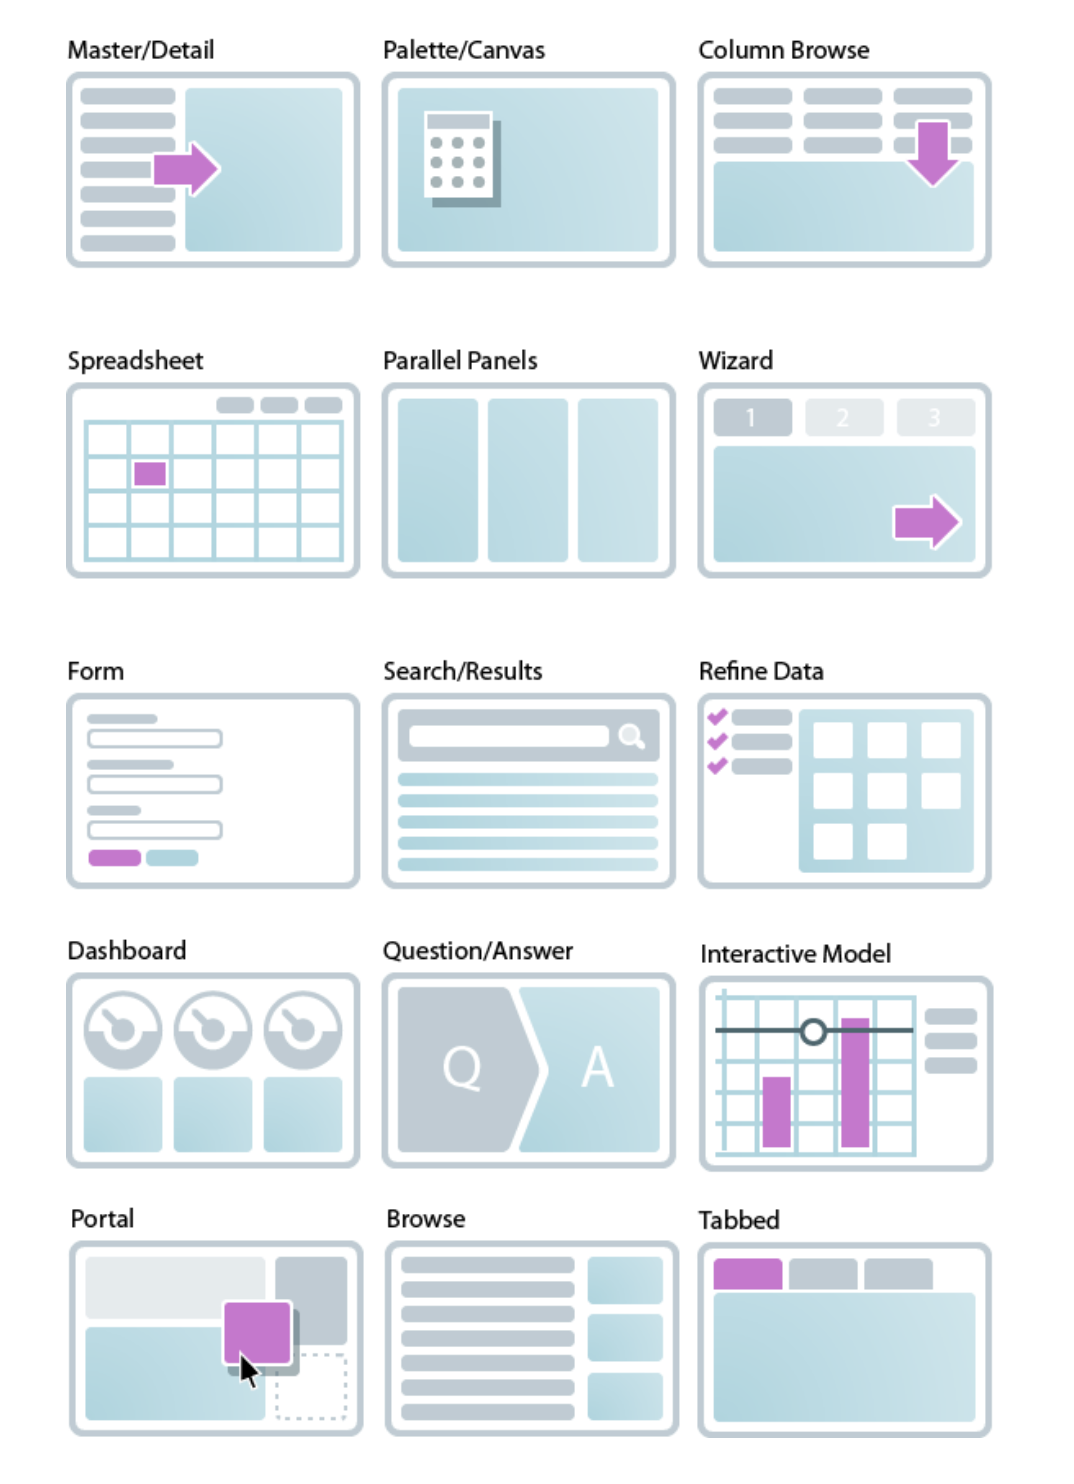 Master/Detail
Palette/Canvas
Column Browse
Spreadsheet
Parallel Panels
Wizard
1
2
3
Form
Search/Results
Refine Data
Dashboard
Question/Answer
Interactive Model
Q
A
Portal
Browse
Tabbed